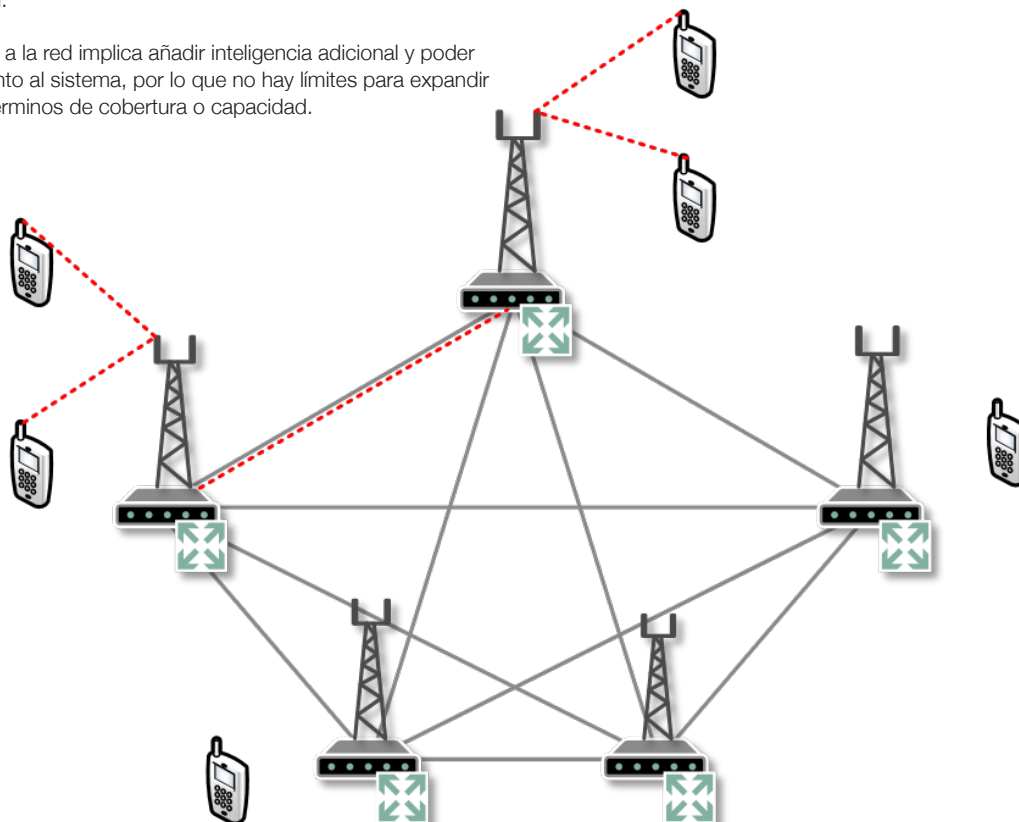 a la red implica añadir inteligencia adicional y poder
nto al sistema, por lo que no hay límites para expandir
érminos de cobertura o capacidad.